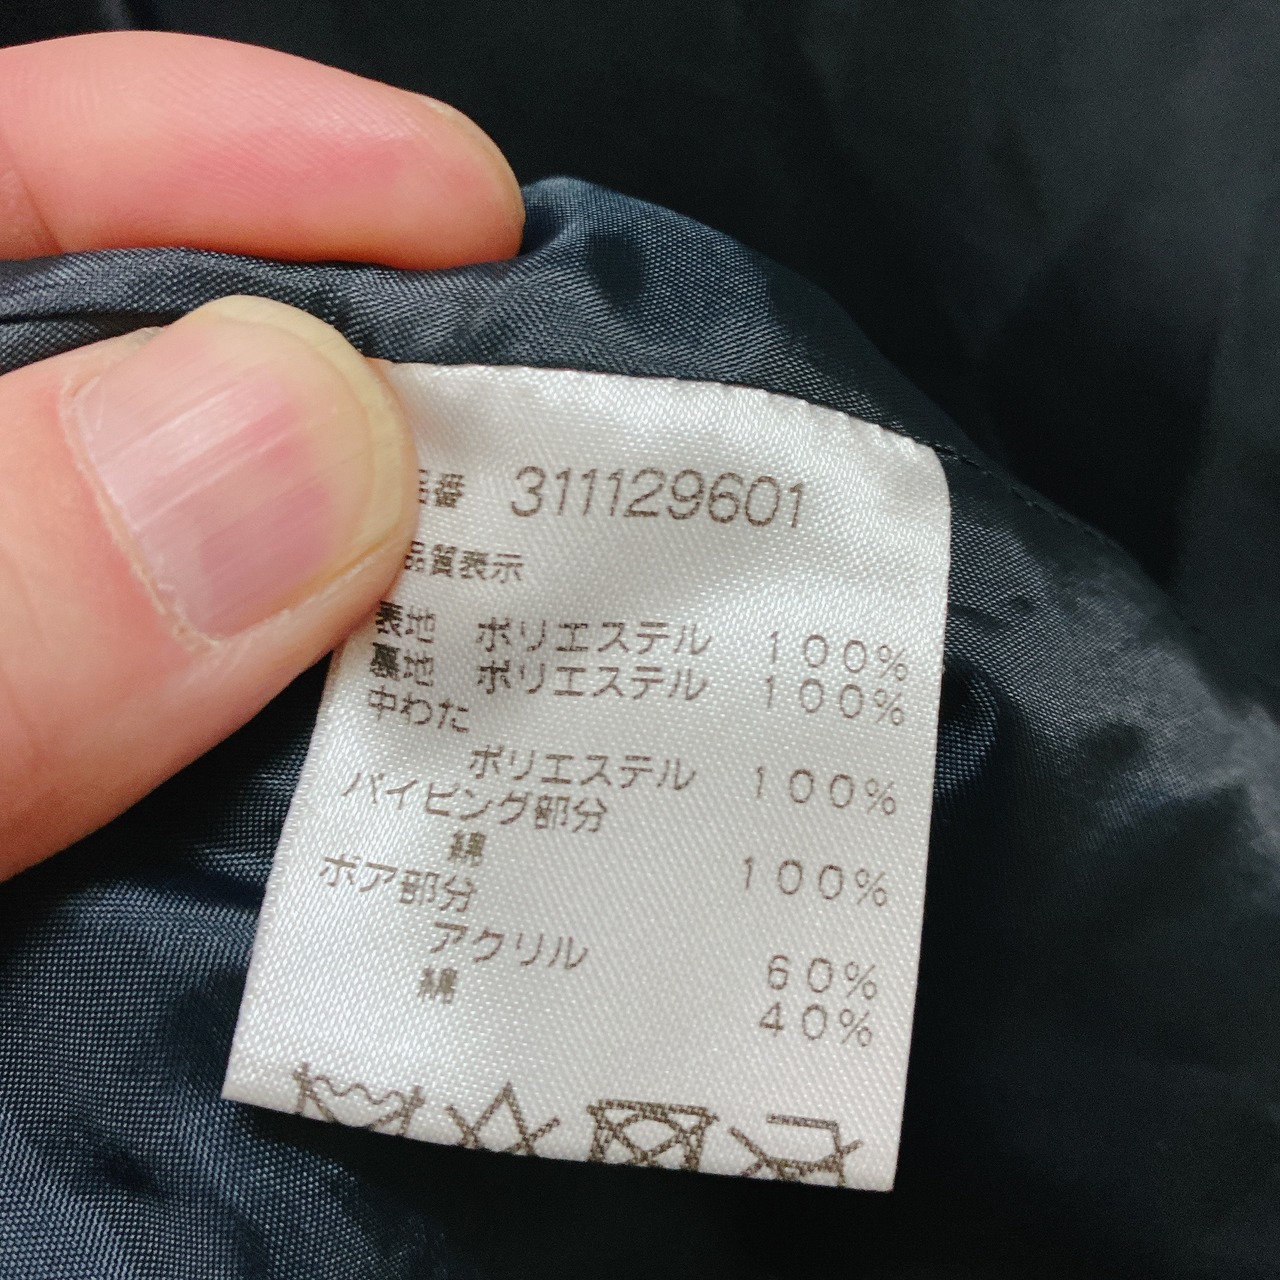 品番 311129601
品質表示
表地 ポリエステル 100%
裏地 ポリエステル 100%
中わた
ポリエステル 100%
パイピング部分
綿 100%
ボア部分
アクリル 60%
綿 40%